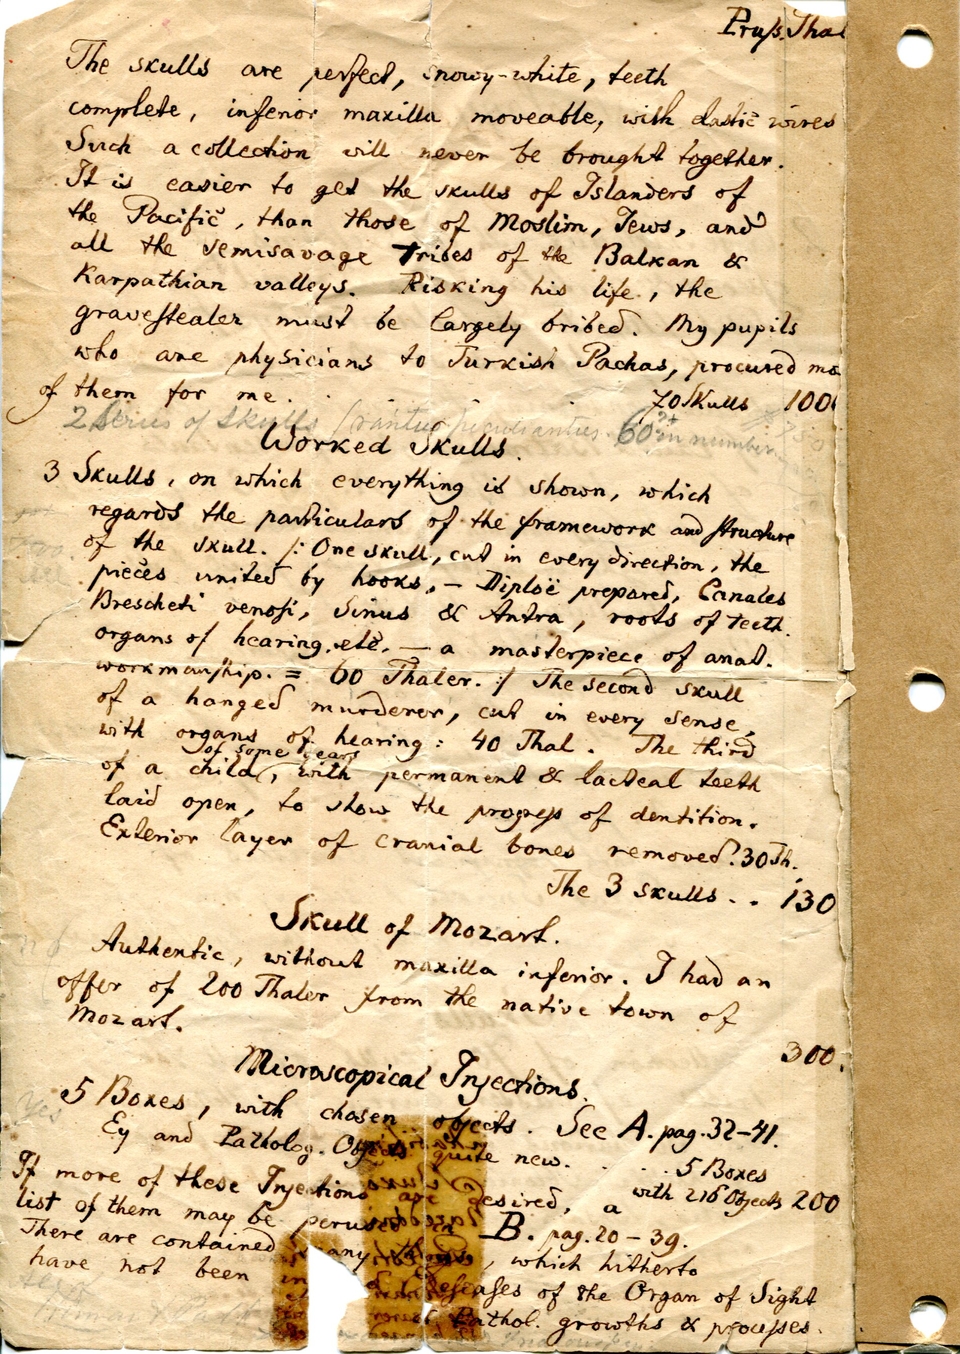 Pruss. Thal
The skulls are perfect, snowy-white, teeth
complete, inferior maxilla moveable, with elastic wires
Such a collection will never be brought together.
It is easier to get the skulls of Islanders of
the Pacific, than those of Moslim, Jews, and
all the semisavage Tribes of the Balkan &
Karpathian valleys. Risking his life, the
gravestealer must be largely bribed. My pupils
who are physicians to Turkish Pachas, procured mo
of them for me. . 70 Skulls 100
2 Series of Skulls 60 in number
Worked Skulls.
3 Skulls, on which everything is shown, which
regards the particulars of the framework and structure
of the skull. /: One skull, cut in every direction, the
pieces united by hooks, – Diploë prepared, Canales
Brescheti venosi, Sinus & Antra, roots of teeth.
organs of hearing, etc. — a masterpiece of anat.
workmanship. = 60 Thaler. / The second skull
of a hanged murderer, cut in every sense,
with organs of hearing: 40 Thal. The third
of some years
of a child, with permanent & lacteal teeth
laid open, to show the progress of dentition.
Exterior layer of cranial bones removed. 30 Th.
The 3 skulls . . 130
Skull of Mozart.
Authentic, without maxilla inferior. I had an
offer of 200 Thaler from the native town of
Mozart.
300.
Microscopical Injections.
Yes
5 Boxes, with chosen objects. See A. pag. 32–41.
Ey and Patholog. Objects quite new. . . . 5 Boxes
with 216 Objects 200
If more of these Injections are desired, a
list of them may be perused in B. pag. 20 – 39.
There are contained many, which hitherto
have not been Diseases of the Organ of Sight
Pathol. growths & processes.